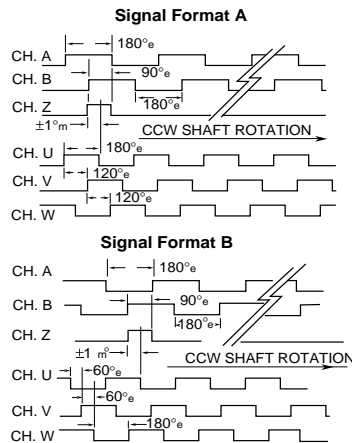 Signal Format A
CH. A
180°e
CH. B
90°e
180°e
CH. Z
±1°m
CCW SHAFT ROTATION
CH. U
180°e
CH. V
120°e
120°e
CH. W
Signal Format B
CH. A
180°e
CH. B
90°e
180°e
CH. Z
±1 m°
CCW SHAFT ROTATION
CH. U
60°e
60°e
CH. V
180°e
CH. W